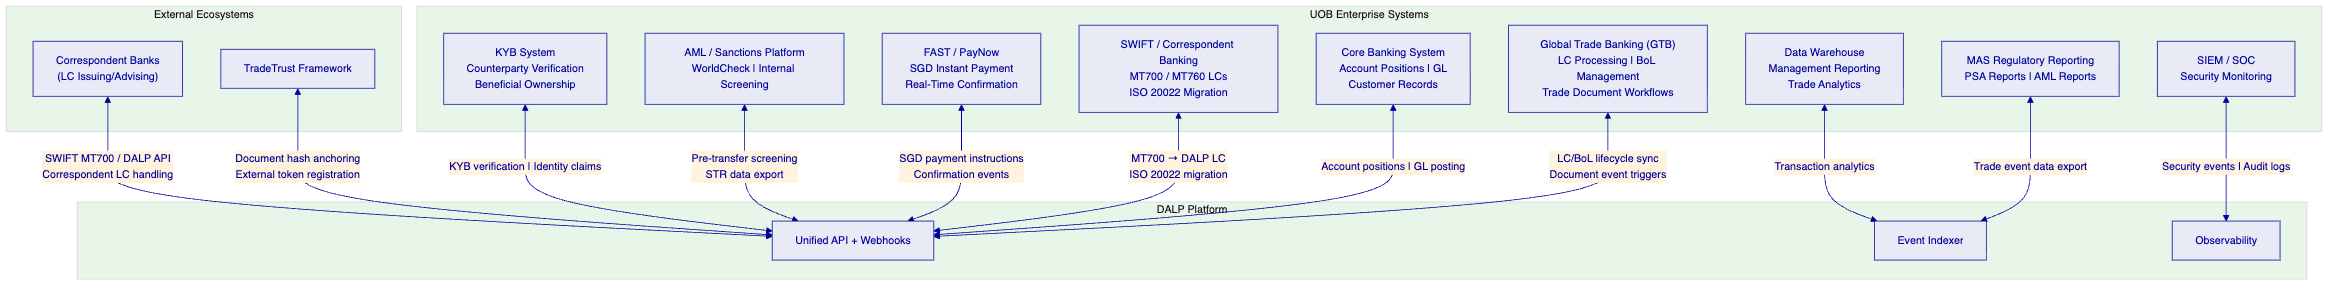 External Ecosystems
UOB Enterprise Systems
Correspondent Banks
(LC Issuing/Advising)
TradeTrust Framework
KYB System
Counterparty Verification
Beneficial Ownership
AML / Sanctions Platform
WorldCheck | Internal
Screening
FAST / PayNow
SGD Instant Payment
Real-Time Confirmation
SWIFT / Correspondent
Banking
MT700 / MT760 LCs
ISO 20022 Migration
Core Banking System
Account Positions | GL
Customer Records
Global Trade Banking (GTB)
LC Processing | BoL
Management
Trade Document Workflows
Data Warehouse
Management Reporting
Trade Analytics
MAS Regulatory Reporting
PSA Reports | AML Reports
SIEM / SOC
Security Monitoring
SWIFT MT700 / DALP API
Correspondent LC handling
Document hash anchoring
External token registration
KYB verification | Identity claims
Pre-transfer screening
STR data export
SGD payment instructions
Confirmation events
MT700 → DALP LC
ISO 20022 migration
Account positions | GL posting
LC/BoL lifecycle sync
Document event triggers
Transaction analytics
Trade event data export
Security events | Audit logs
DALP Platform
Unified API + Webhooks
Event Indexer
Observability